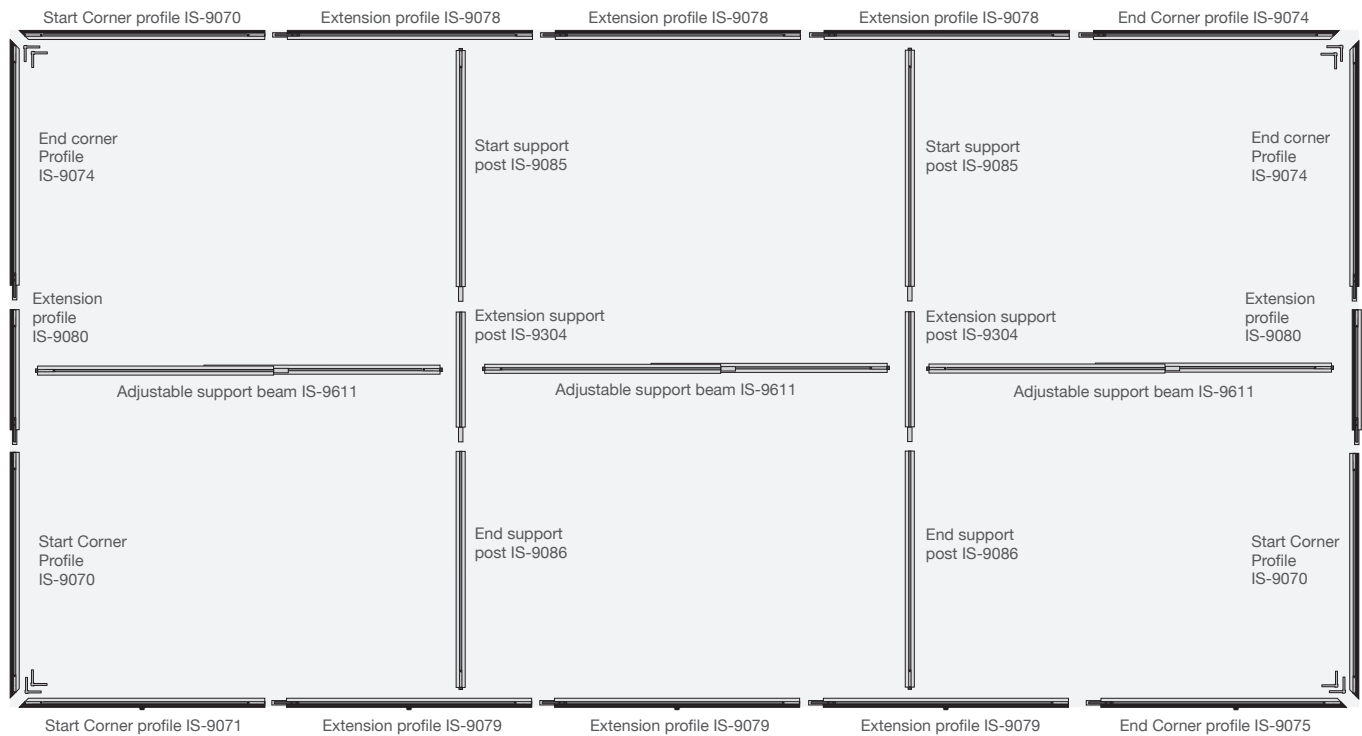 Start Corner profile IS-9070
Extension profile IS-9078
Extension profile IS-9078
Extension profile IS-9078
End Corner profile IS-9074
End corner
Profile
IS-9074
Start support
post IS-9085
Start support
post IS-9085
End corner
Profile
IS-9074
Extension
profile
IS-9080
Extension support
post IS-9304
Extension support
post IS-9304
Extension
profile
IS-9080
Adjustable support beam IS-9611
Adjustable support beam IS-9611
Adjustable support beam IS-9611
Start Corner
Profile
IS-9070
End support
post IS-9086
End support
post IS-9086
Start Corner
Profile
IS-9070
Start Corner profile IS-9071
Extension profile IS-9079
Extension profile IS-9079
Extension profile IS-9079
End Corner profile IS-9075